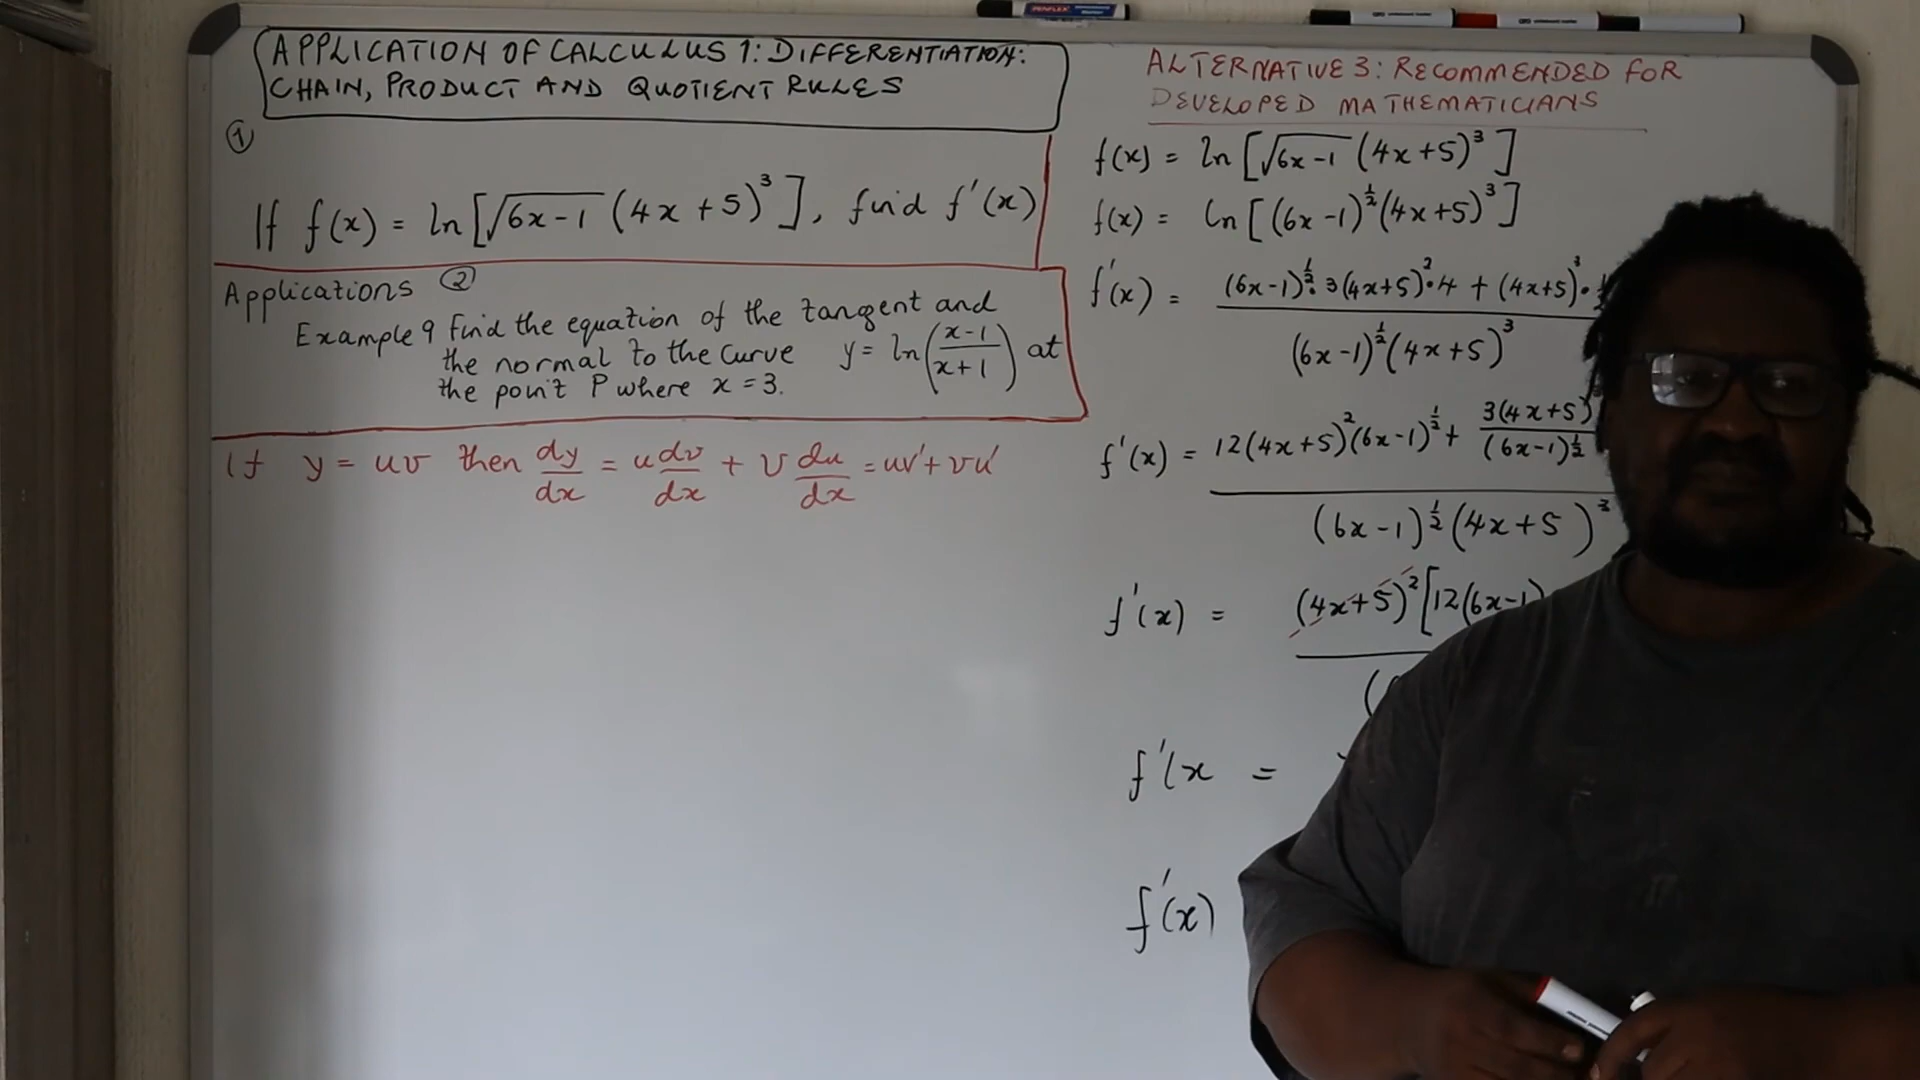 APPLICATION OF CALCULUS 1: DIFFERENTIATION:
CHAIN, PRODUCT AND QUOTIENT RULES
①
If f(x) = ln[√(6x-1) (4x+5)³], find f'(x)
Applications ②
Example 9 Find the equation of the tangent and
the normal to the curve y = ln((x-1)/(x+1)) at
the point P where x = 3.
If y = uv then dy/dx = u dv/dx + v du/dx = uv' + vu'
ALTERNATIVE 3: RECOMMENDED FOR
DEVELOPED MATHEMATICIANS
f(x) = ln[√(6x-1) (4x+5)³]
f(x) = ln[(6x-1)^½ (4x+5)³]
f'(x) = (6x-1)^½ · 3(4x+5)² · 4 + (4x+5)³ ·
(6x-1)^½ (4x+5)³
f'(x) = 12(4x+5)² (6x-1)^½ + 3(4x+5)³/(6x-1)^½
(6x-1)^½ (4x+5)³
f'(x) = (4x+5)² [12(6x-1)
(
f'(x =
f'(x)
PENFLEX